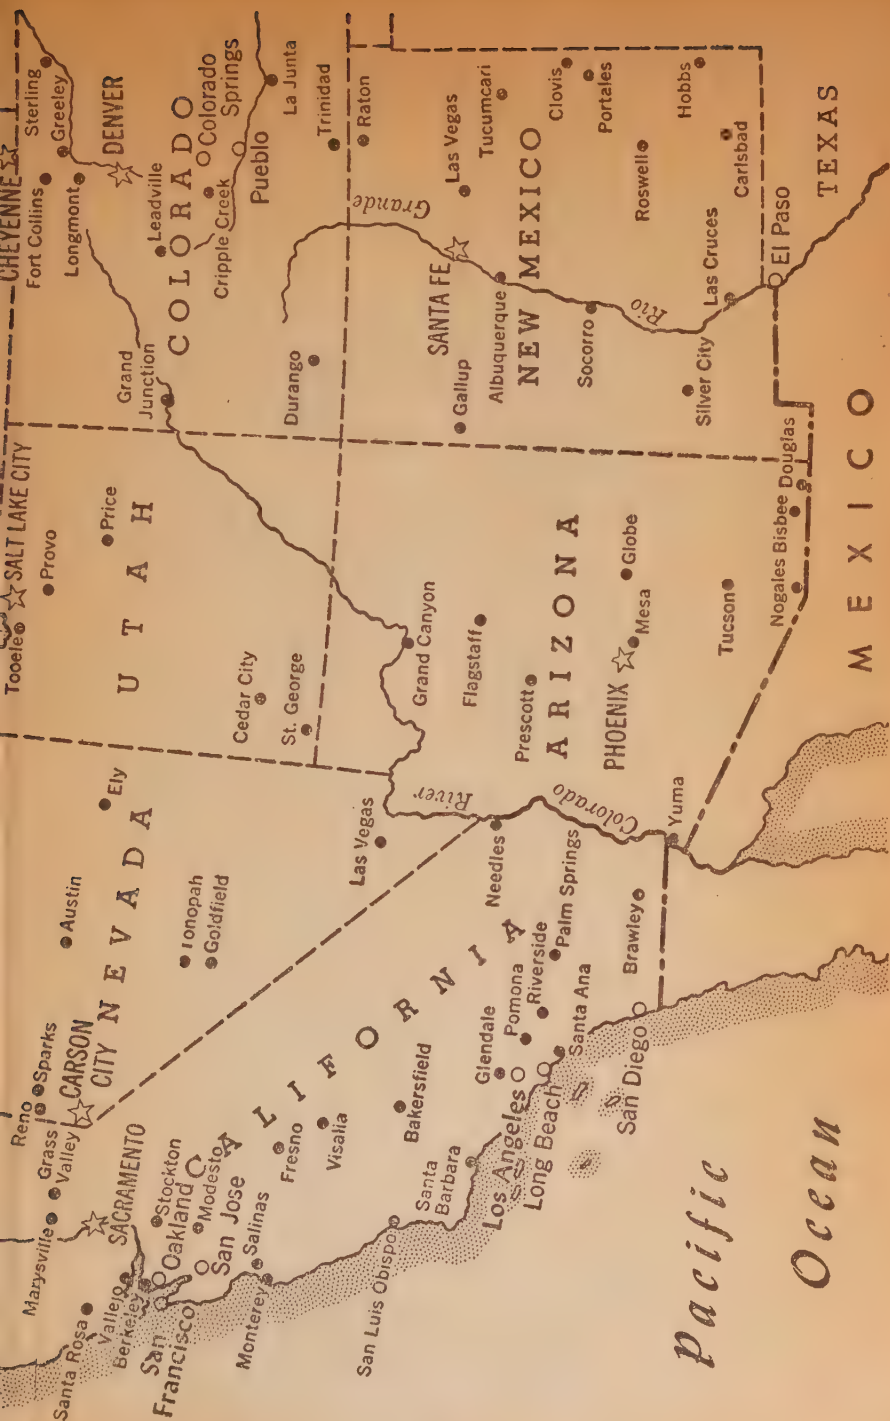 CHEYENNE
Sterling
Greeley
Fort Collins
Longmont
DENVER
Leadville
COLORADO
Colorado
Springs
Cripple Creek
Pueblo
La Junta
Grand
Junction
Durango
Trinidad
Raton
Tooele
SALT LAKE CITY
Provo
Price
UTAH
Cedar City
St. George
Ely
Austin
NEVADA
Tonopah
Goldfield
Las Vegas
Reno
Sparks
CARSON
CITY
Grass
Valley
Marysville
SACRAMENTO
Santa Rosa
Vallejo
Berkeley
San
Francisco
Oakland
Stockton
Modesto
San Jose
Salinas
Monterey
CALIFORNIA
Fresno
Visalia
Bakersfield
San Luis Obispo
Santa
Barbara
Glendale
Los Angeles
Long Beach
Pomona
Riverside
Palm Springs
Santa Ana
San Diego
Brawley
Needles
Colorado
River
Yuma
Grand Canyon
Flagstaff
Prescott
ARIZONA
PHOENIX
Mesa
Globe
Tucson
Nogales
Bisbee
Douglas
Gallup
SANTA FE
Las Vegas
Albuquerque
Tucumcari
NEW MEXICO
Clovis
Portales
Socorro
Rio
Grande
Roswell
Hobbs
Carlsbad
Silver City
Las Cruces
El Paso
TEXAS
MEXICO
Pacific
Ocean